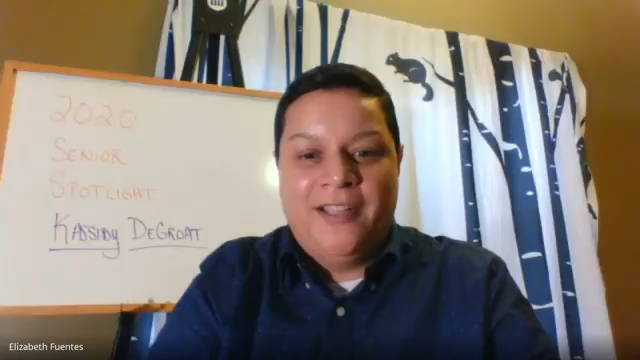 2020
SENIOR
SPOTLIGHT
KASSIDY DEGROAT
Elizabeth Fuentes